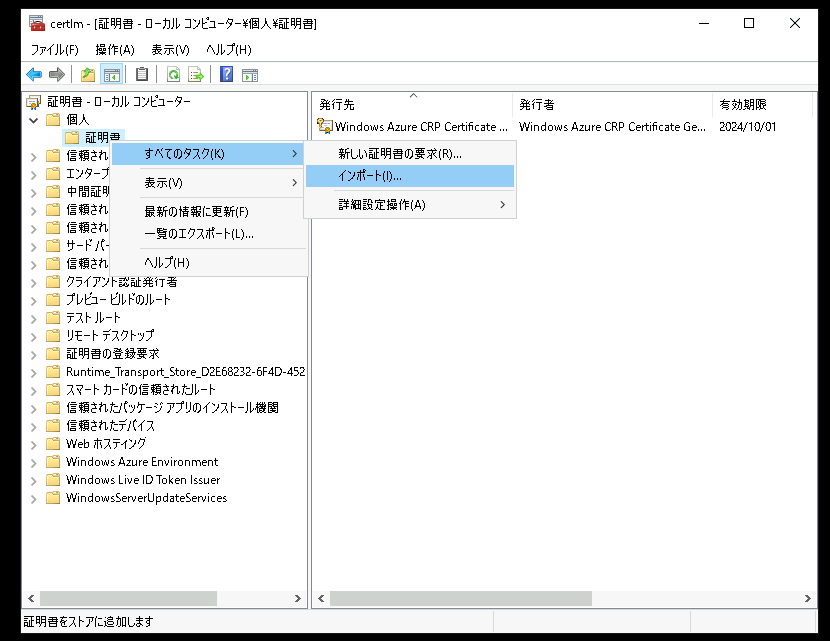 certlm - [証明書 - ローカル コンピューター¥個人¥証明書]
ファイル(F) 操作(A) 表示(V) ヘルプ(H)
証明書 - ローカル コンピューター
個人
証明書
信頼され
エンタープ
中間証明
信頼され
信頼され
サード パー
信頼され
クライアント認証発行者
プレビュー ビルドのルート
テスト ルート
リモート デスクトップ
証明書の登録要求
Runtime_Transport_Store_D2E68232-6F4D-452
スマート カードの信頼されたルート
信頼されたパッケージ アプリのインストール機関
信頼されたデバイス
Web ホスティング
Windows Azure Environment
Windows Live ID Token Issuer
WindowsServerUpdateServices
すべてのタスク(K)
表示(V)
最新の情報に更新(F)
一覧のエクスポート(L)...
ヘルプ(H)
新しい証明書の要求(R)...
インポート(I)...
詳細設定操作(A)
発行先 発行者 有効期限
Windows Azure CRP Certificate ... Windows Azure CRP Certificate Ge... 2024/10/01
証明書をストアに追加します